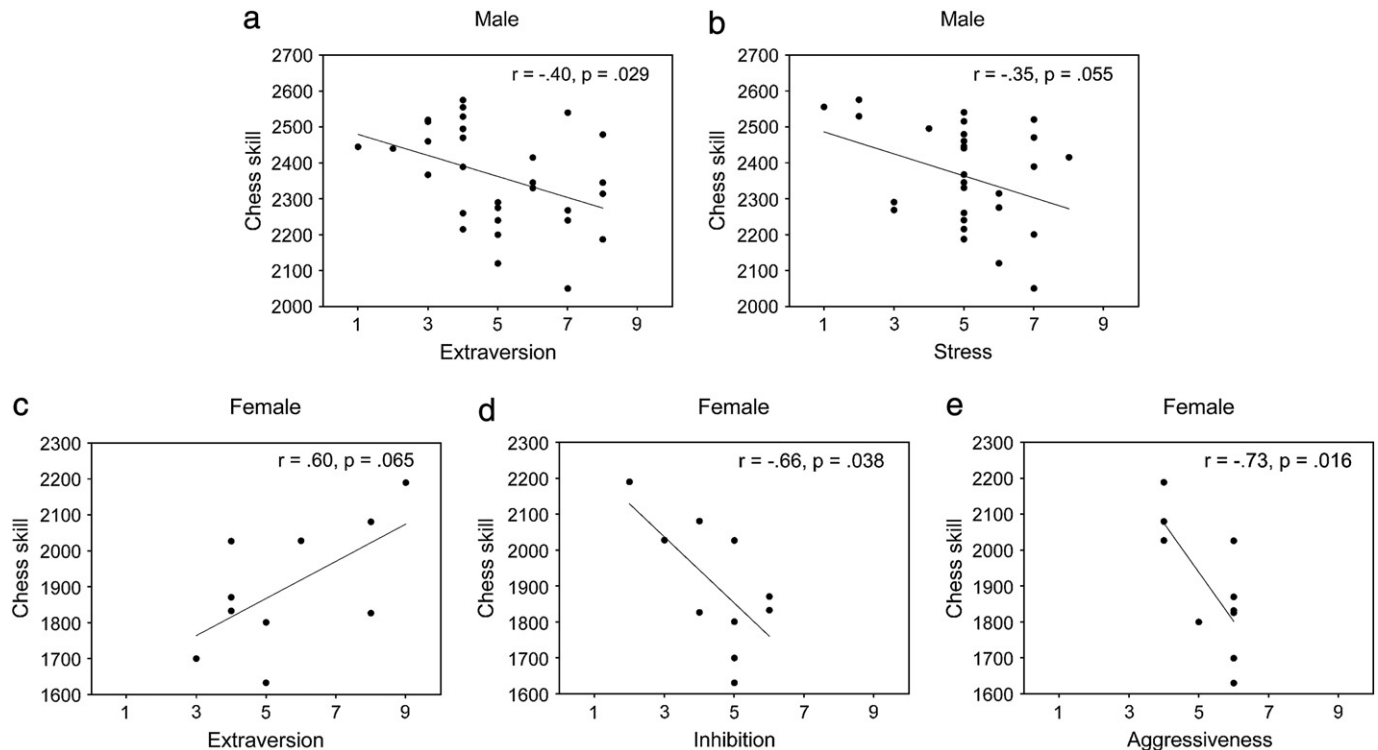 a
Male
r = -.40, p = .029
Chess skill
2700
2600
2500
2400
2300
2200
2100
2000
1 3 5 7 9
Extraversion
b
Male
r = -.35, p = .055
Chess skill
2700
2600
2500
2400
2300
2200
2100
2000
1 3 5 7 9
Stress
c
Female
r = .60, p = .065
Chess skill
2300
2200
2100
2000
1900
1800
1700
1600
1 3 5 7 9
Extraversion
d
Female
r = -.66, p = .038
Chess skill
2300
2200
2100
2000
1900
1800
1700
1600
1 3 5 7 9
Inhibition
e
Female
r = -.73, p = .016
Chess skill
2300
2200
2100
2000
1900
1800
1700
1600
1 3 5 7 9
Aggressiveness